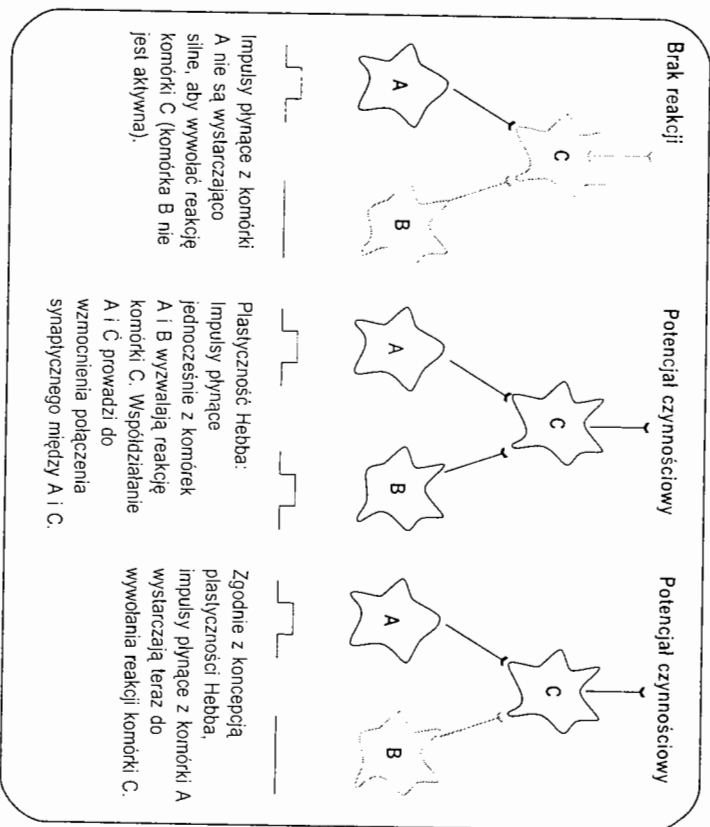 Brak reakcji
C
A
B
Impulsy płynące z komórki
A nie są wystarczająco
silne, aby wywołać reakcję
komórki C (komórka B nie
jest aktywna).
Potencjał czynnościowy
C
A
B
Plastyczność Hebba:
Impulsy płynące
jednocześnie z komórek
A i B wyzwalają reakcję
komórki C. Współdziałanie
A i C prowadzi do
wzmocnienia połączenia
synaptycznego między A i C.
Potencjał czynnościowy
C
A
B
Zgodnie z koncepcją
plastyczności Hebba,
impulsy płynące z komórki A
wystarczają teraz do
wywołania reakcji komórki C.